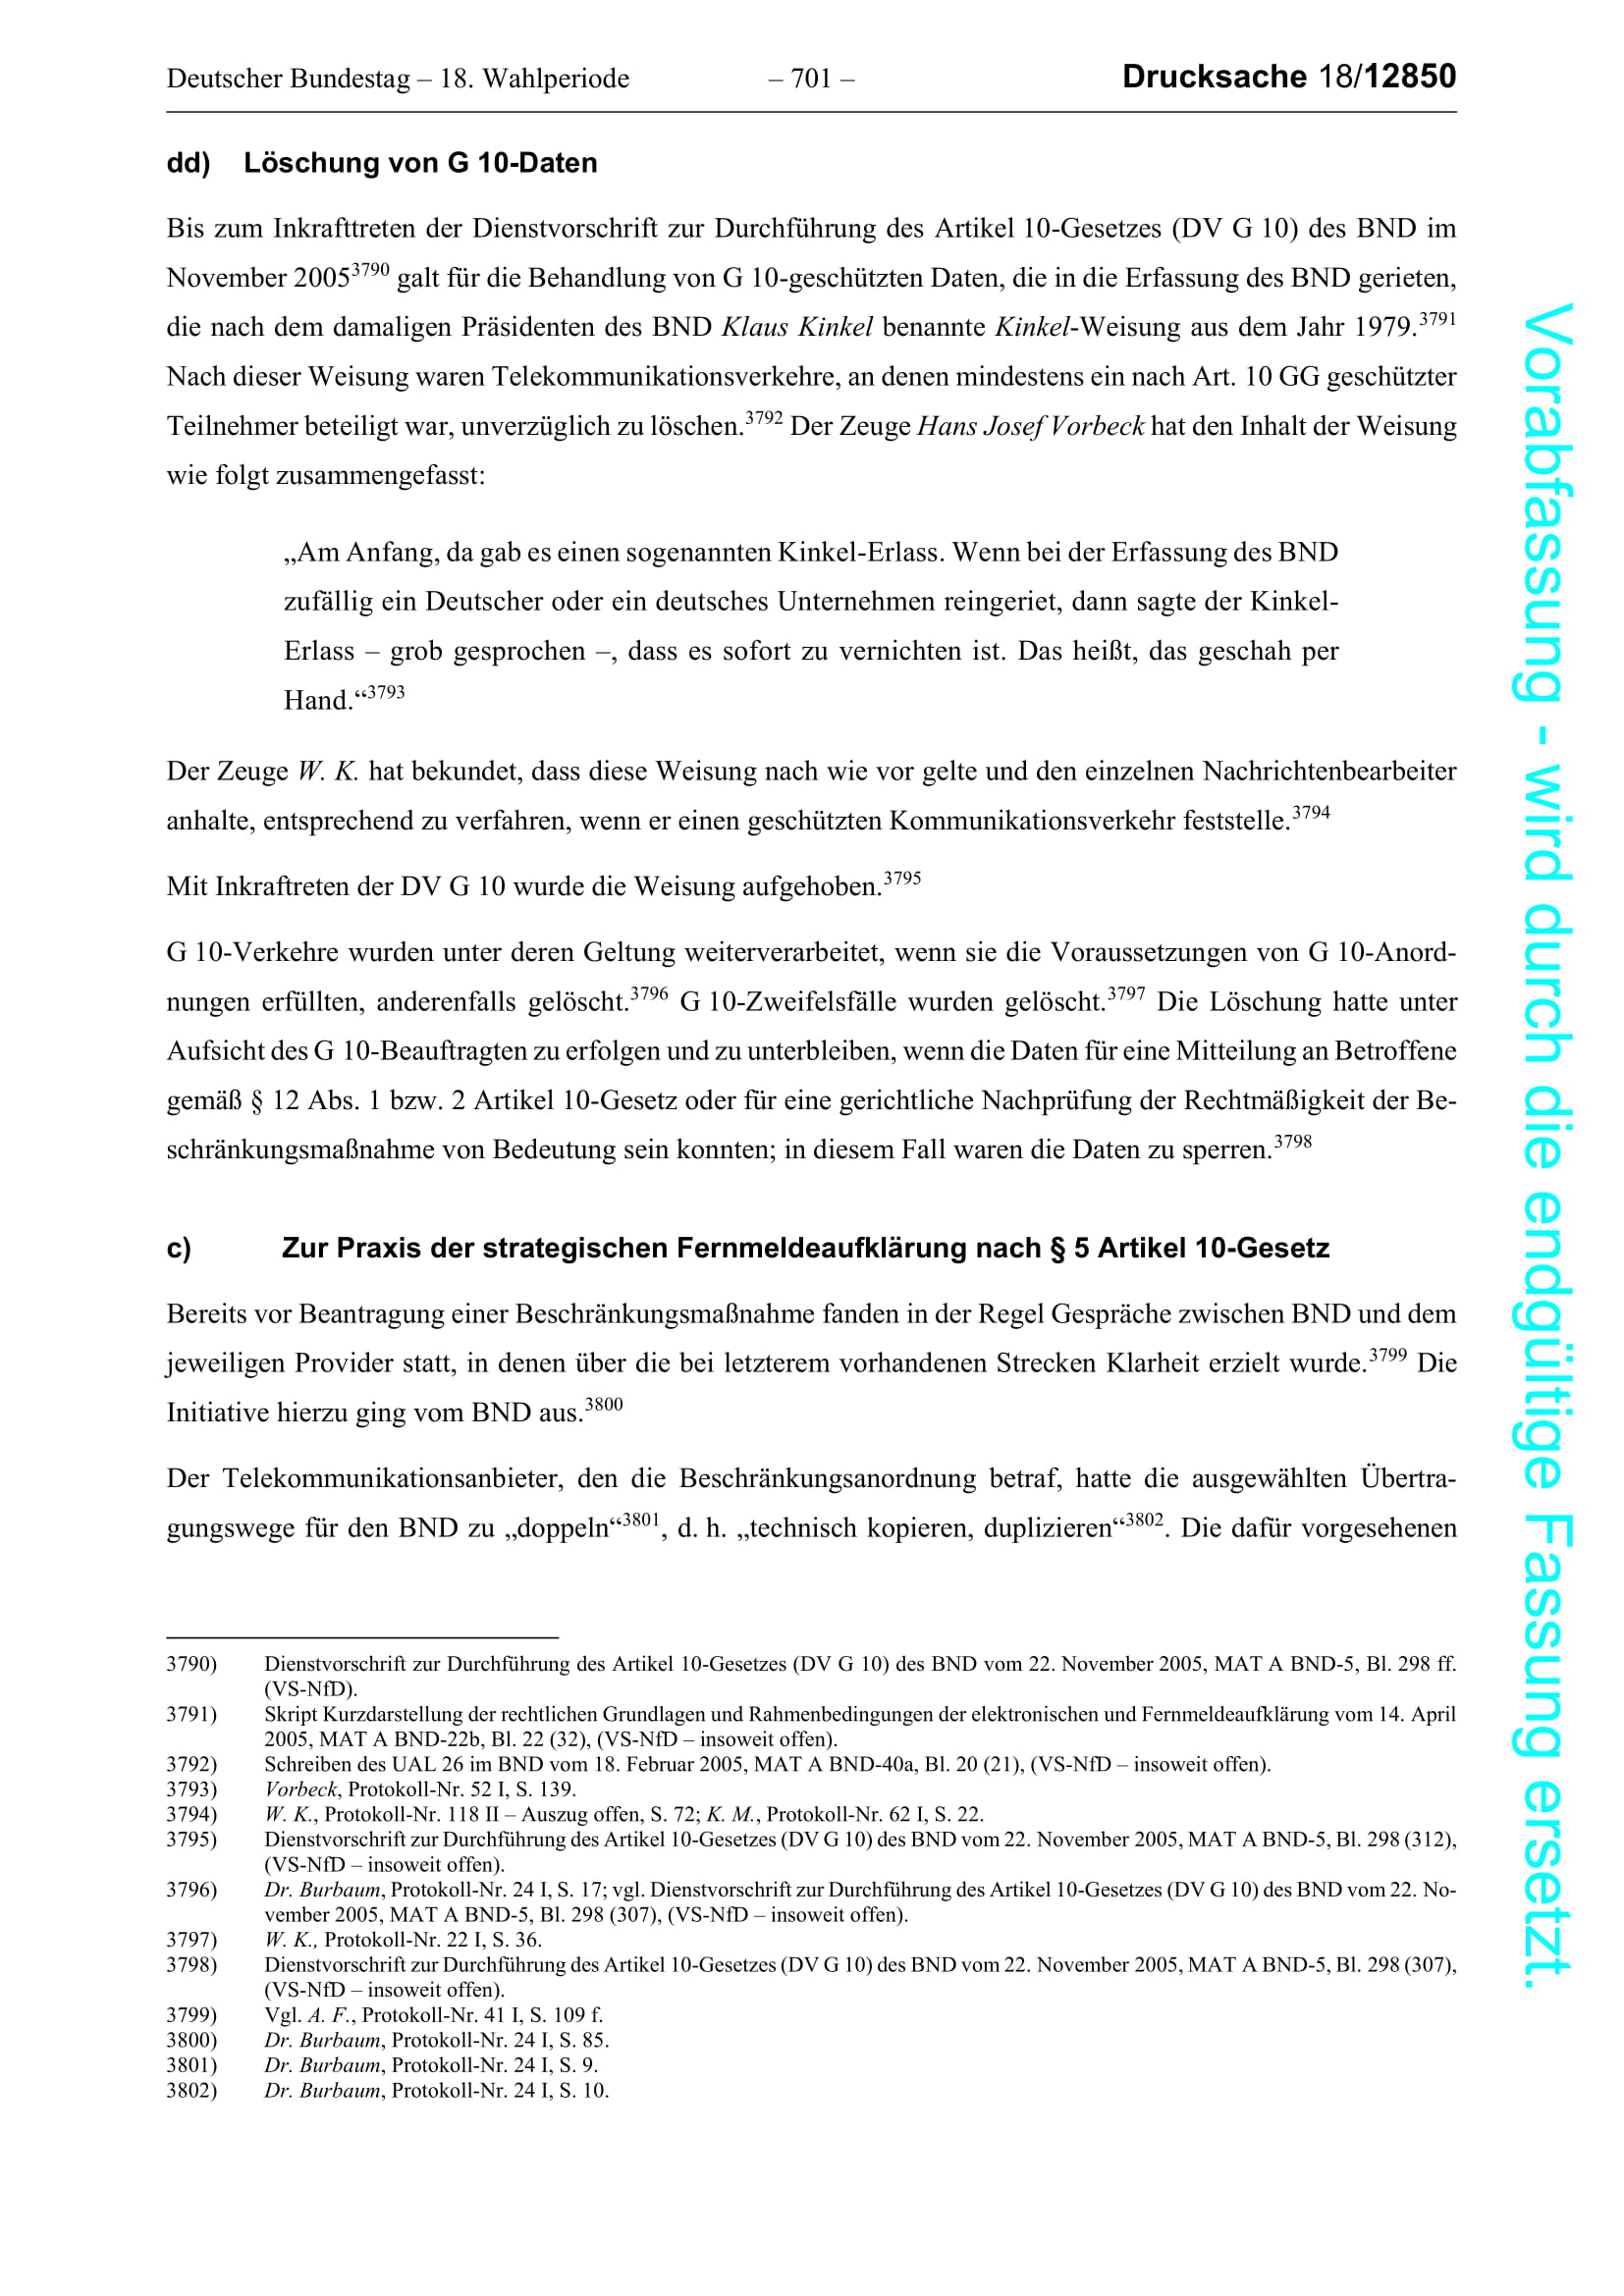 Deutscher Bundestag – 18. Wahlperiode – 701 – Drucksache 18/12850
dd) Löschung von G 10-Daten
Bis zum Inkrafttreten der Dienstvorschrift zur Durchführung des Artikel 10-Gesetzes (DV G 10) des BND im
November 20053790 galt für die Behandlung von G 10-geschützten Daten, die in die Erfassung des BND gerieten,
die nach dem damaligen Präsidenten des BND Klaus Kinkel benannte Kinkel-Weisung aus dem Jahr 1979.3791
Nach dieser Weisung waren Telekommunikationsverkehre, an denen mindestens ein nach Art. 10 GG geschützter
Teilnehmer beteiligt war, unverzüglich zu löschen.3792 Der Zeuge Hans Josef Vorbeck hat den Inhalt der Weisung
wie folgt zusammengefasst:
„Am Anfang, da gab es einen sogenannten Kinkel-Erlass. Wenn bei der Erfassung des BND
zufällig ein Deutscher oder ein deutsches Unternehmen reingeriet, dann sagte der Kinkel-
Erlass – grob gesprochen –, dass es sofort zu vernichten ist. Das heißt, das geschah per
Hand.“3793
Der Zeuge W. K. hat bekundet, dass diese Weisung nach wie vor gelte und den einzelnen Nachrichtenbearbeiter
anhalte, entsprechend zu verfahren, wenn er einen geschützten Kommunikationsverkehr feststelle.3794
Mit Inkraftreten der DV G 10 wurde die Weisung aufgehoben.3795
G 10-Verkehre wurden unter deren Geltung weiterverarbeitet, wenn sie die Voraussetzungen von G 10-Anord-
nungen erfüllten, anderenfalls gelöscht.3796 G 10-Zweifelsfälle wurden gelöscht.3797 Die Löschung hatte unter
Aufsicht des G 10-Beauftragten zu erfolgen und zu unterbleiben, wenn die Daten für eine Mitteilung an Betroffene
gemäß § 12 Abs. 1 bzw. 2 Artikel 10-Gesetz oder für eine gerichtliche Nachprüfung der Rechtmäßigkeit der Be-
schränkungsmaßnahme von Bedeutung sein konnten; in diesem Fall waren die Daten zu sperren.3798
c) Zur Praxis der strategischen Fernmeldeaufklärung nach § 5 Artikel 10-Gesetz
Bereits vor Beantragung einer Beschränkungsmaßnahme fanden in der Regel Gespräche zwischen BND und dem
jeweiligen Provider statt, in denen über die bei letzterem vorhandenen Strecken Klarheit erzielt wurde.3799 Die
Initiative hierzu ging vom BND aus.3800
Der Telekommunikationsanbieter, den die Beschränkungsanordnung betraf, hatte die ausgewählten Übertra-
gungswege für den BND zu „doppeln“3801, d. h. „technisch kopieren, duplizieren“3802. Die dafür vorgesehenen
3790) Dienstvorschrift zur Durchführung des Artikel 10-Gesetzes (DV G 10) des BND vom 22. November 2005, MAT A BND-5, Bl. 298 ff.
(VS-NfD).
3791) Skript Kurzdarstellung der rechtlichen Grundlagen und Rahmenbedingungen der elektronischen und Fernmeldeaufklärung vom 14. April
2005, MAT A BND-22b, Bl. 22 (32), (VS-NfD – insoweit offen).
3792) Schreiben des UAL 26 im BND vom 18. Februar 2005, MAT A BND-40a, Bl. 20 (21), (VS-NfD – insoweit offen).
3793) Vorbeck, Protokoll-Nr. 52 I, S. 139.
3794) W. K., Protokoll-Nr. 118 II – Auszug offen, S. 72; K. M., Protokoll-Nr. 62 I, S. 22.
3795) Dienstvorschrift zur Durchführung des Artikel 10-Gesetzes (DV G 10) des BND vom 22. November 2005, MAT A BND-5, Bl. 298 (312),
(VS-NfD – insoweit offen).
3796) Dr. Burbaum, Protokoll-Nr. 24 I, S. 17; vgl. Dienstvorschrift zur Durchführung des Artikel 10-Gesetzes (DV G 10) des BND vom 22. No-
vember 2005, MAT A BND-5, Bl. 298 (307), (VS-NfD – insoweit offen).
3797) W. K., Protokoll-Nr. 22 I, S. 36.
3798) Dienstvorschrift zur Durchführung des Artikel 10-Gesetzes (DV G 10) des BND vom 22. November 2005, MAT A BND-5, Bl. 298 (307),
(VS-NfD – insoweit offen).
3799) Vgl. A. F., Protokoll-Nr. 41 I, S. 109 f.
3800) Dr. Burbaum, Protokoll-Nr. 24 I, S. 85.
3801) Dr. Burbaum, Protokoll-Nr. 24 I, S. 9.
3802) Dr. Burbaum, Protokoll-Nr. 24 I, S. 10.
Vorabfassung - wird durch die endgültige Fassung ersetzt.